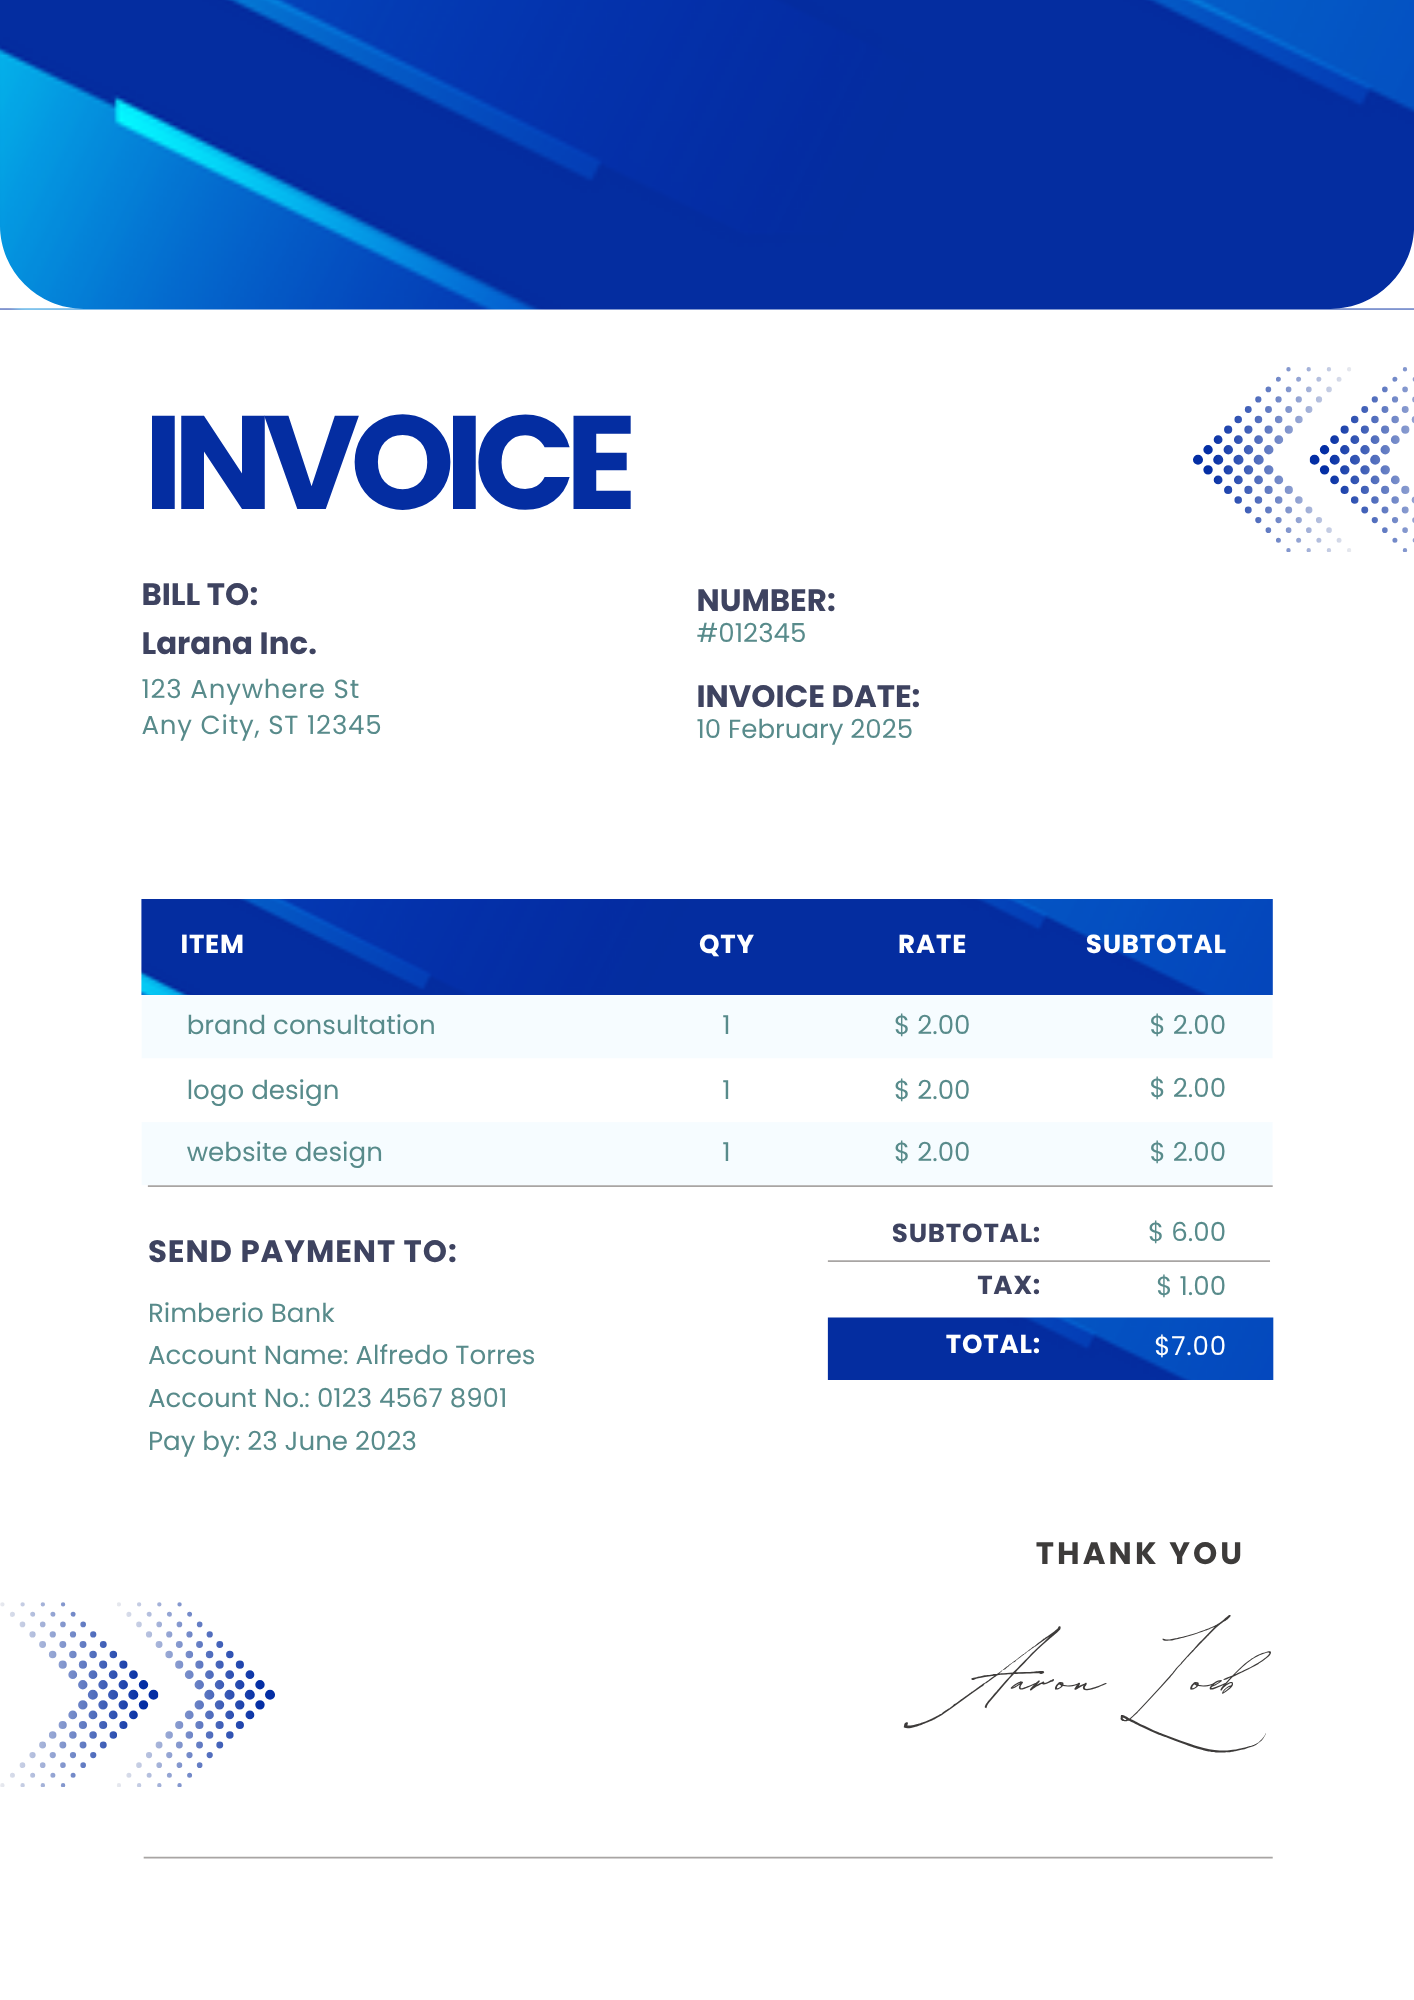 INVOICE
BILL TO:
Larana Inc.
123 Anywhere St
Any City, ST 12345
NUMBER:
#012345
INVOICE DATE:
10 February 2025
ITEM QTY RATE SUBTOTAL
brand consultation 1 $ 2.00 $ 2.00
logo design 1 $ 2.00 $ 2.00
website design 1 $ 2.00 $ 2.00
SUBTOTAL: $ 6.00
TAX: $ 1.00
TOTAL: $7.00
SEND PAYMENT TO:
Rimberio Bank
Account Name: Alfredo Torres
Account No.: 0123 4567 8901
Pay by: 23 June 2023
THANK YOU
Aaron Loeb